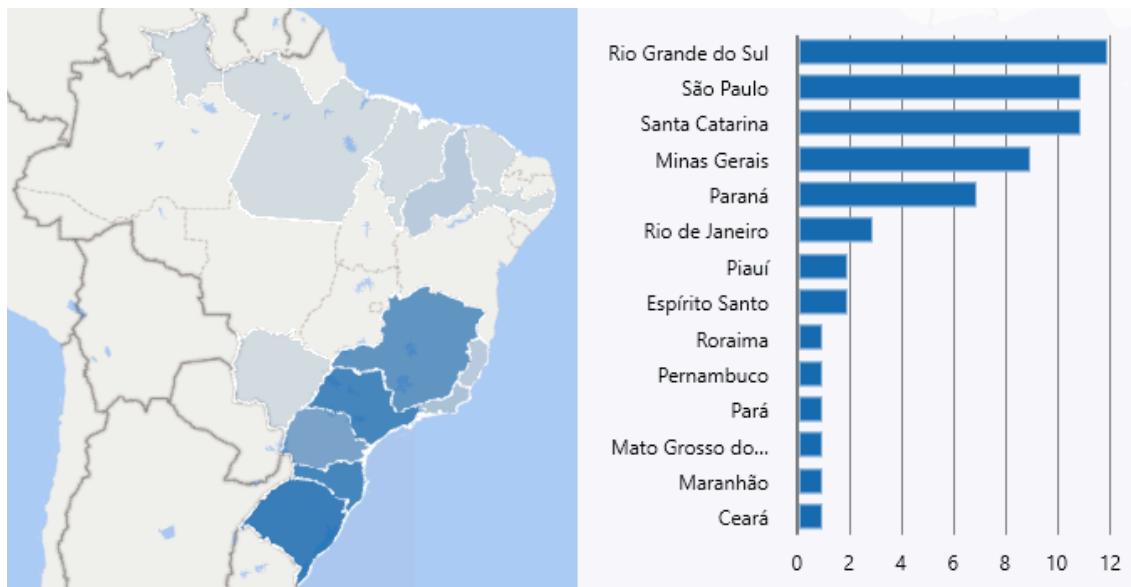 Rio Grande do Sul
São Paulo
Santa Catarina
Minas Gerais
Paraná
Rio de Janeiro
Piauí
Espírito Santo
Roraima
Pernambuco
Pará
Mato Grosso do...
Maranhão
Ceará
0 2 4 6 8 10 12